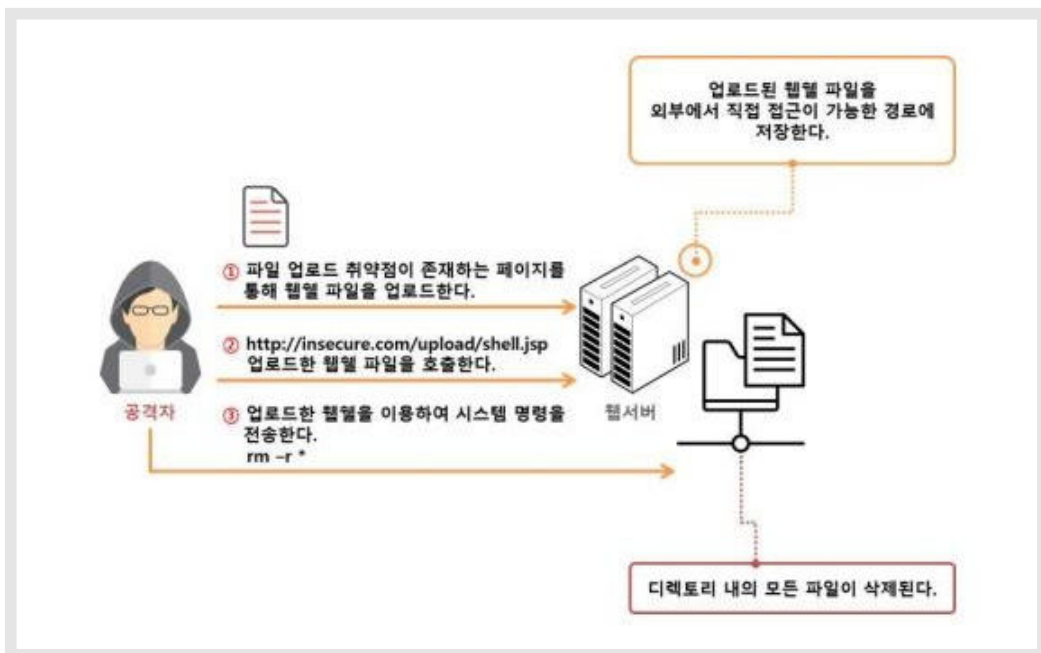 업로드된 웹웰 파일을
외부에서 직접 접근이 가능한 경로에
저장한다.
① 파일 업로드 취약점이 존재하는 페이지를
통해 웹웰 파일을 업로드한다.
② http://insecure.com/upload/shell.jsp
업로드한 웹웰 파일을 호출한다.
공격자
웹서버
③ 업로드한 웹웰을 이용하여 시스템 명령을
전송한다.
rm –r *
디렉토리 내의 모든 파일이 삭제된다.